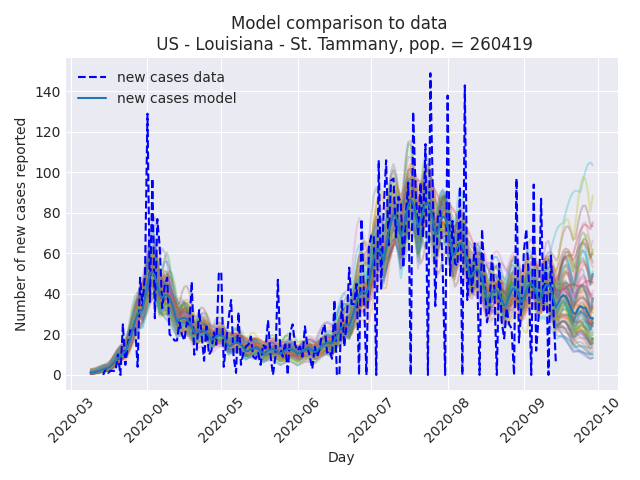 Model comparison to data
US - Louisiana - St. Tammany, pop. = 260419
new cases data
new cases model
Number of new cases reported
140
120
100
80
60
40
20
0
2020-03
2020-04
2020-05
2020-06
2020-07
2020-08
2020-09
2020-10
Day